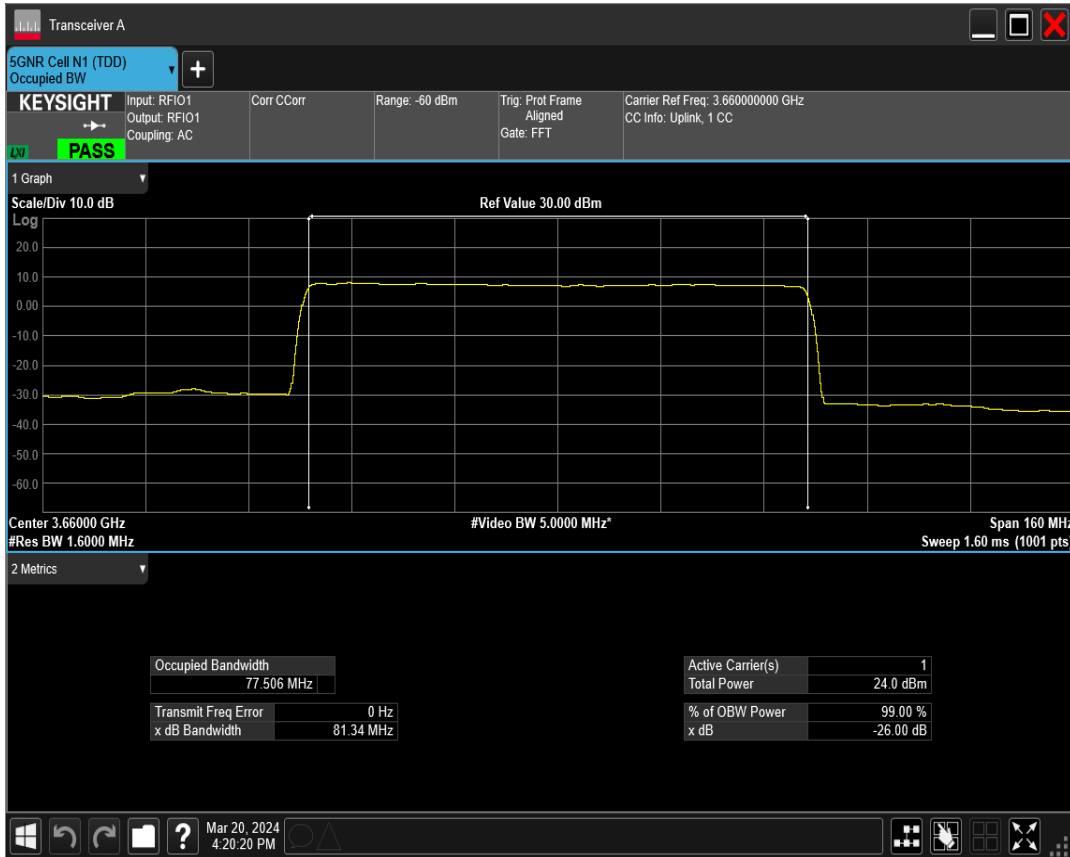 Transceiver A
5GNR Cell N1 (TDD)
Occupied BW
+
KEYSIGHT
Input: RFIO1
Output: RFIO1
Coupling: AC
Corr CCorr
Range: -60 dBm
Trig: Prot Frame
Aligned
Gate: FFT
Carrier Ref Freq: 3.660000000 GHz
CC Info: Uplink, 1 CC
LXI
PASS
1 Graph
Scale/Div 10.0 dB
Ref Value 30.00 dBm
Log
20.0
10.0
0.00
-10.0
-20.0
-30.0
-40.0
-50.0
-60.0
Center 3.66000 GHz
#Video BW 5.0000 MHz*
Span 160 MHz
#Res BW 1.6000 MHz
Sweep 1.60 ms (1001 pts)
2 Metrics
Occupied Bandwidth
77.506 MHz
Transmit Freq Error 0 Hz
x dB Bandwidth 81.34 MHz
Active Carrier(s) 1
Total Power 24.0 dBm
% of OBW Power 99.00 %
x dB -26.00 dB
?
Mar 20, 2024
4:20:20 PM